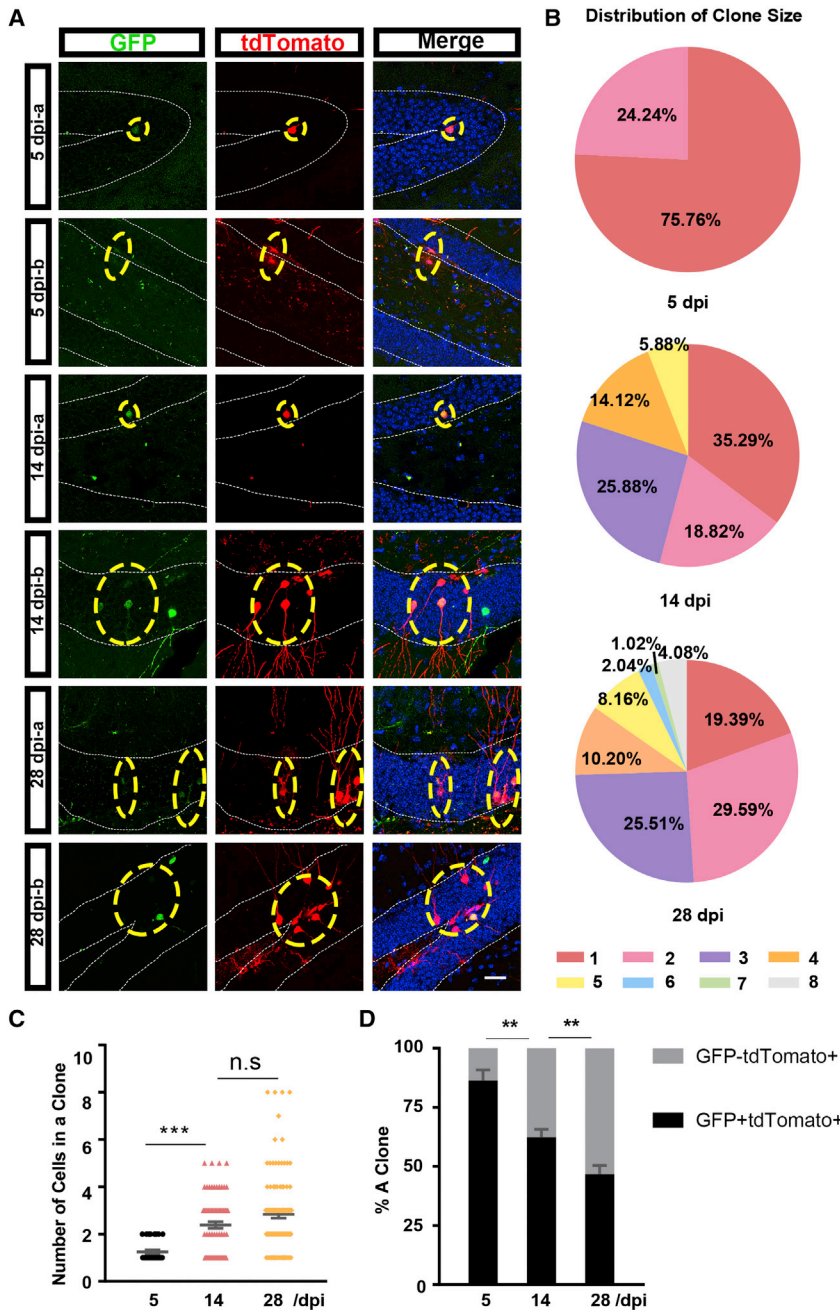 A
GFP
tdTomato
Merge
5 dpi-a
5 dpi-b
14 dpi-a
14 dpi-b
28 dpi-a
28 dpi-b
B
Distribution of Clone Size
24.24%
75.76%
5 dpi
5.88%
14.12%
35.29%
25.88%
18.82%
14 dpi
1.02%
4.08%
2.04%
8.16%
19.39%
10.20%
29.59%
25.51%
28 dpi
1 2 3 4
5 6 7 8
C
Number of Cells in a Clone
10
8
6
4
2
0
***
n.s
5 14 28 /dpi
D
% A Clone
100
75
50
25
0
** **
5 14 28 /dpi
GFP-tdTomato+
GFP+tdTomato+